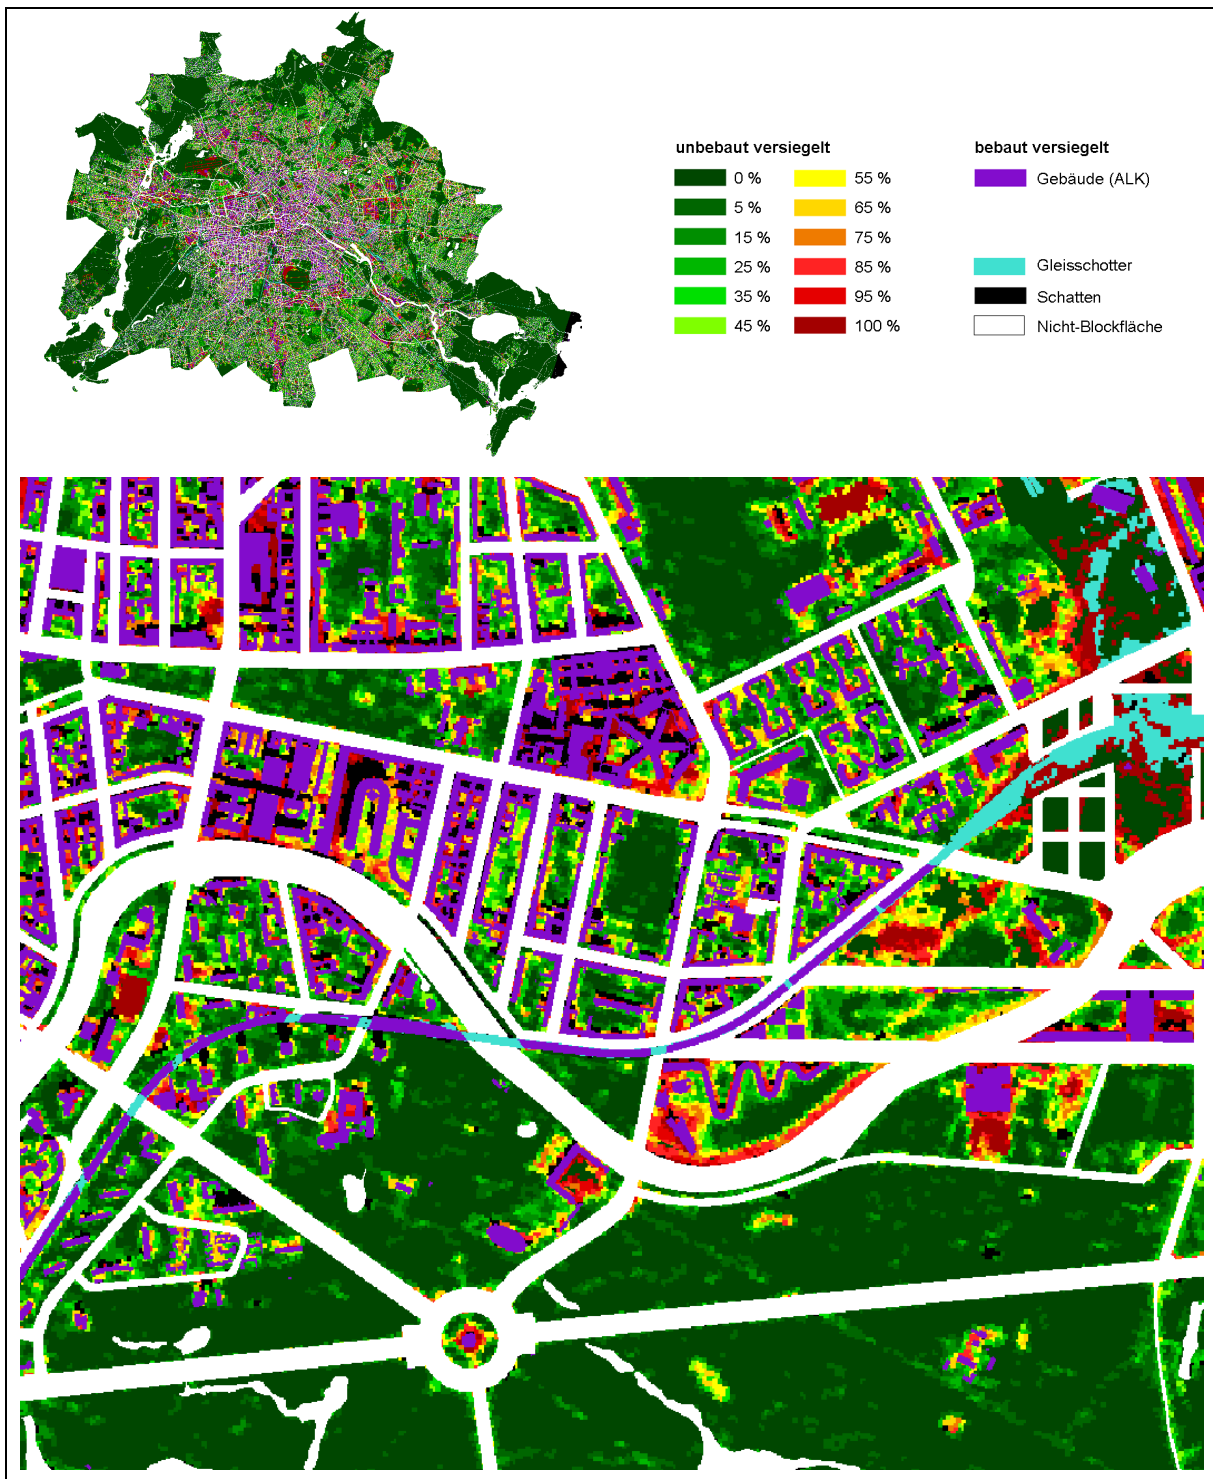 unbebaut versiegelt
0 %
5 %
15 %
25 %
35 %
45 %
55 %
65 %
75 %
85 %
95 %
100 %
bebaut versiegelt
Gebäude (ALK)
Gleisschotter
Schatten
Nicht-Blockfläche